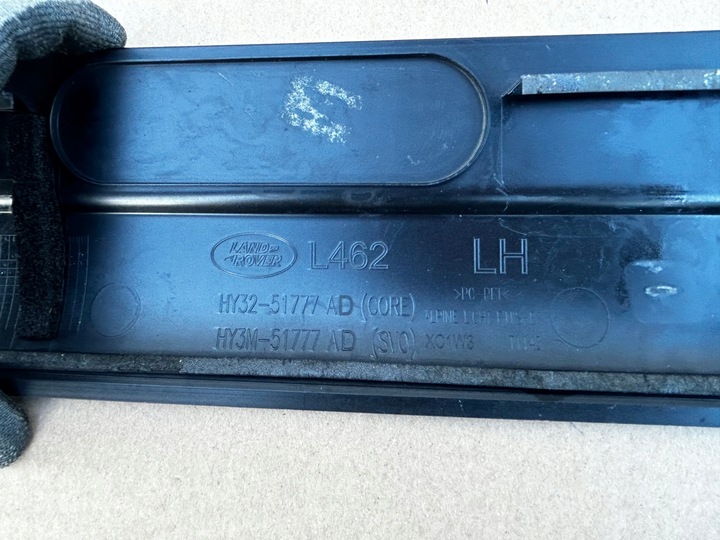 LAND ROVER L462 LH
HY32-51777 AD (CORE)
HY3M-51777 AD (SVO)
XC1W3